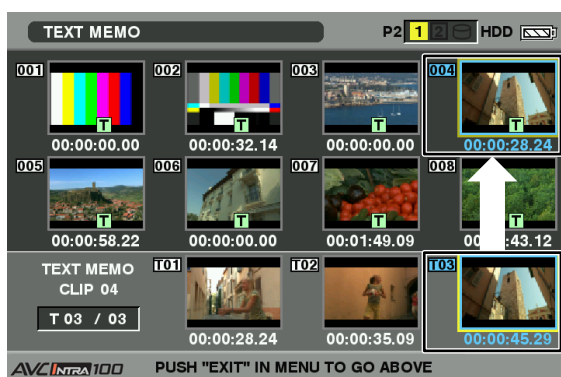 TEXT MEMO P2 1 2 HDD
001 002 003 004
T T T T
00:00:00.00 00:00:32.14 00:00:00.00 00:00:28.24
005 006 007 008
T T T T
00:00:58.22 00:00:00.00 00:01:49.09 :43.12
TEXT MEMO T01 T02 T03
CLIP 04
T 03 / 03
00:00:28.24 00:00:35.09 00:00:45.29
AVC INTRA 100 PUSH "EXIT" IN MENU TO GO ABOVE